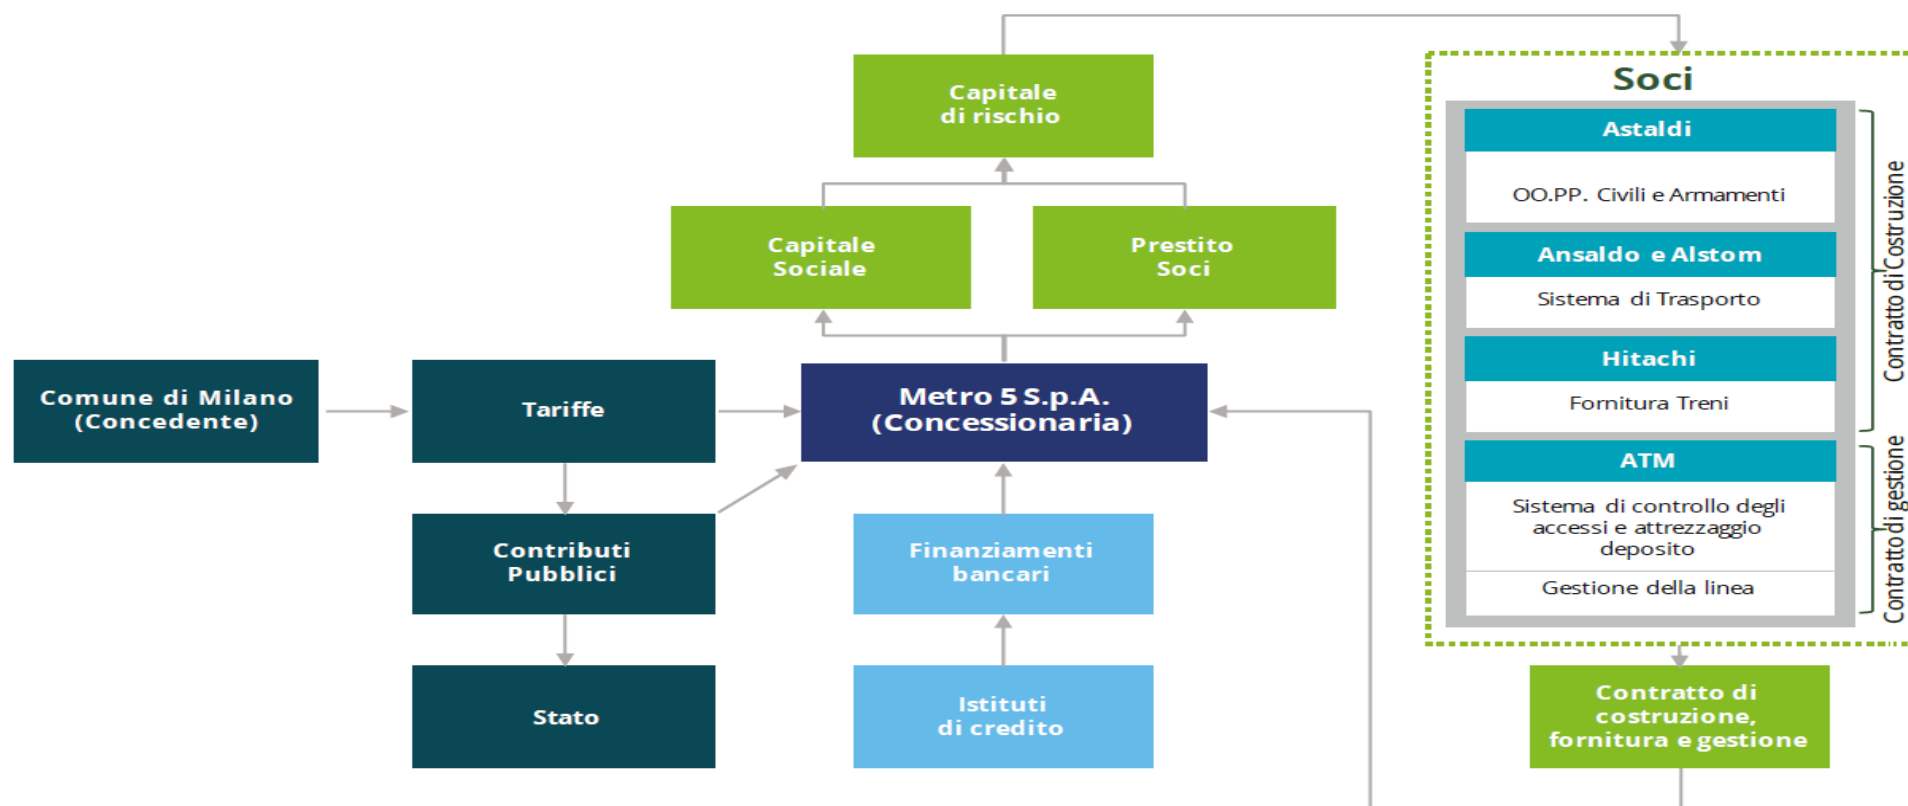 Capitale
di rischio
Capitale
Sociale
Prestito
Soci
Comune di Milano
(Concedente)
Tariffe
Metro 5 S.p.A.
(Concessionaria)
Contributi
Pubblici
Finanziamenti
bancari
Stato
Istituti
di credito
Soci
Astaldi
OO.PP. Civili e Armamenti
Ansaldo e Alstom
Sistema di Trasporto
Hitachi
Fornitura Treni
ATM
Sistema di controllo degli
accessi e attrezzaggio
deposito
Gestione della linea
Contratto di Costruzione
Contratto di gestione
Contratto di
costruzione,
fornitura e gestione